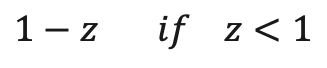 1 − z if z < 1